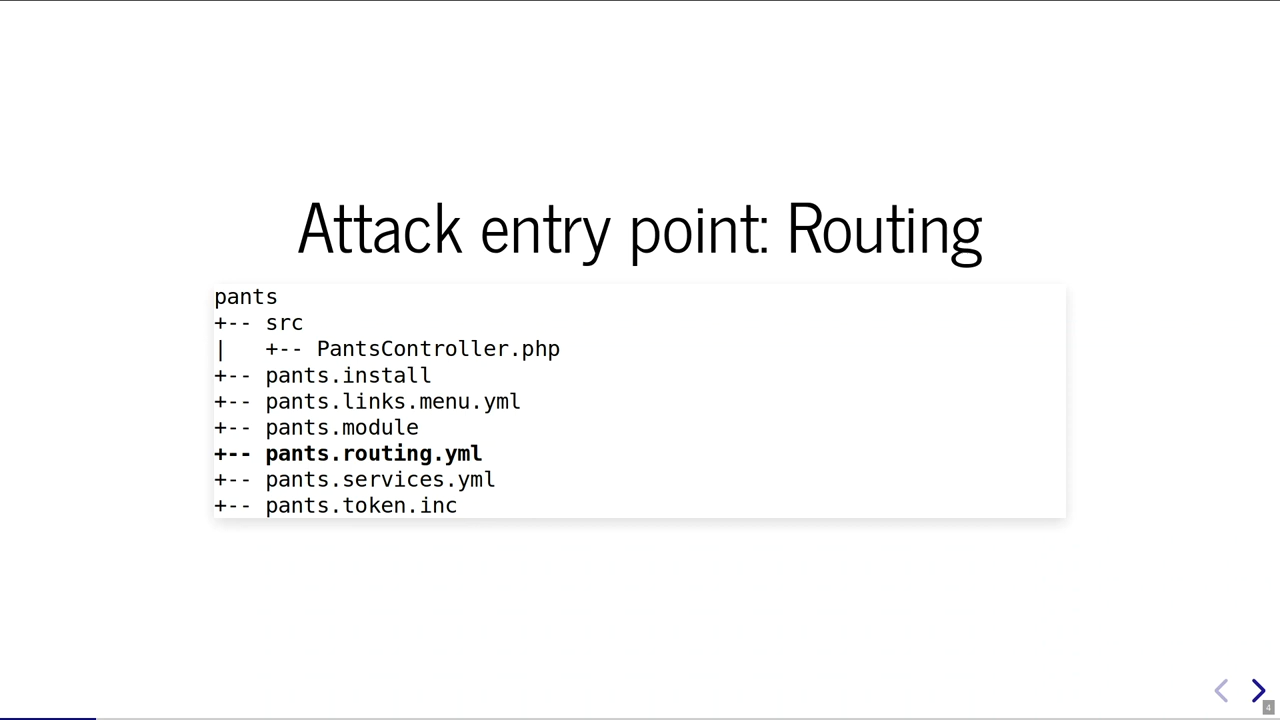 Attack entry point: Routing
pants
+-- src
|   +-- PantsController.php
+-- pants.install
+-- pants.links.menu.yml
+-- pants.module
+-- pants.routing.yml
+-- pants.services.yml
+-- pants.token.inc
4